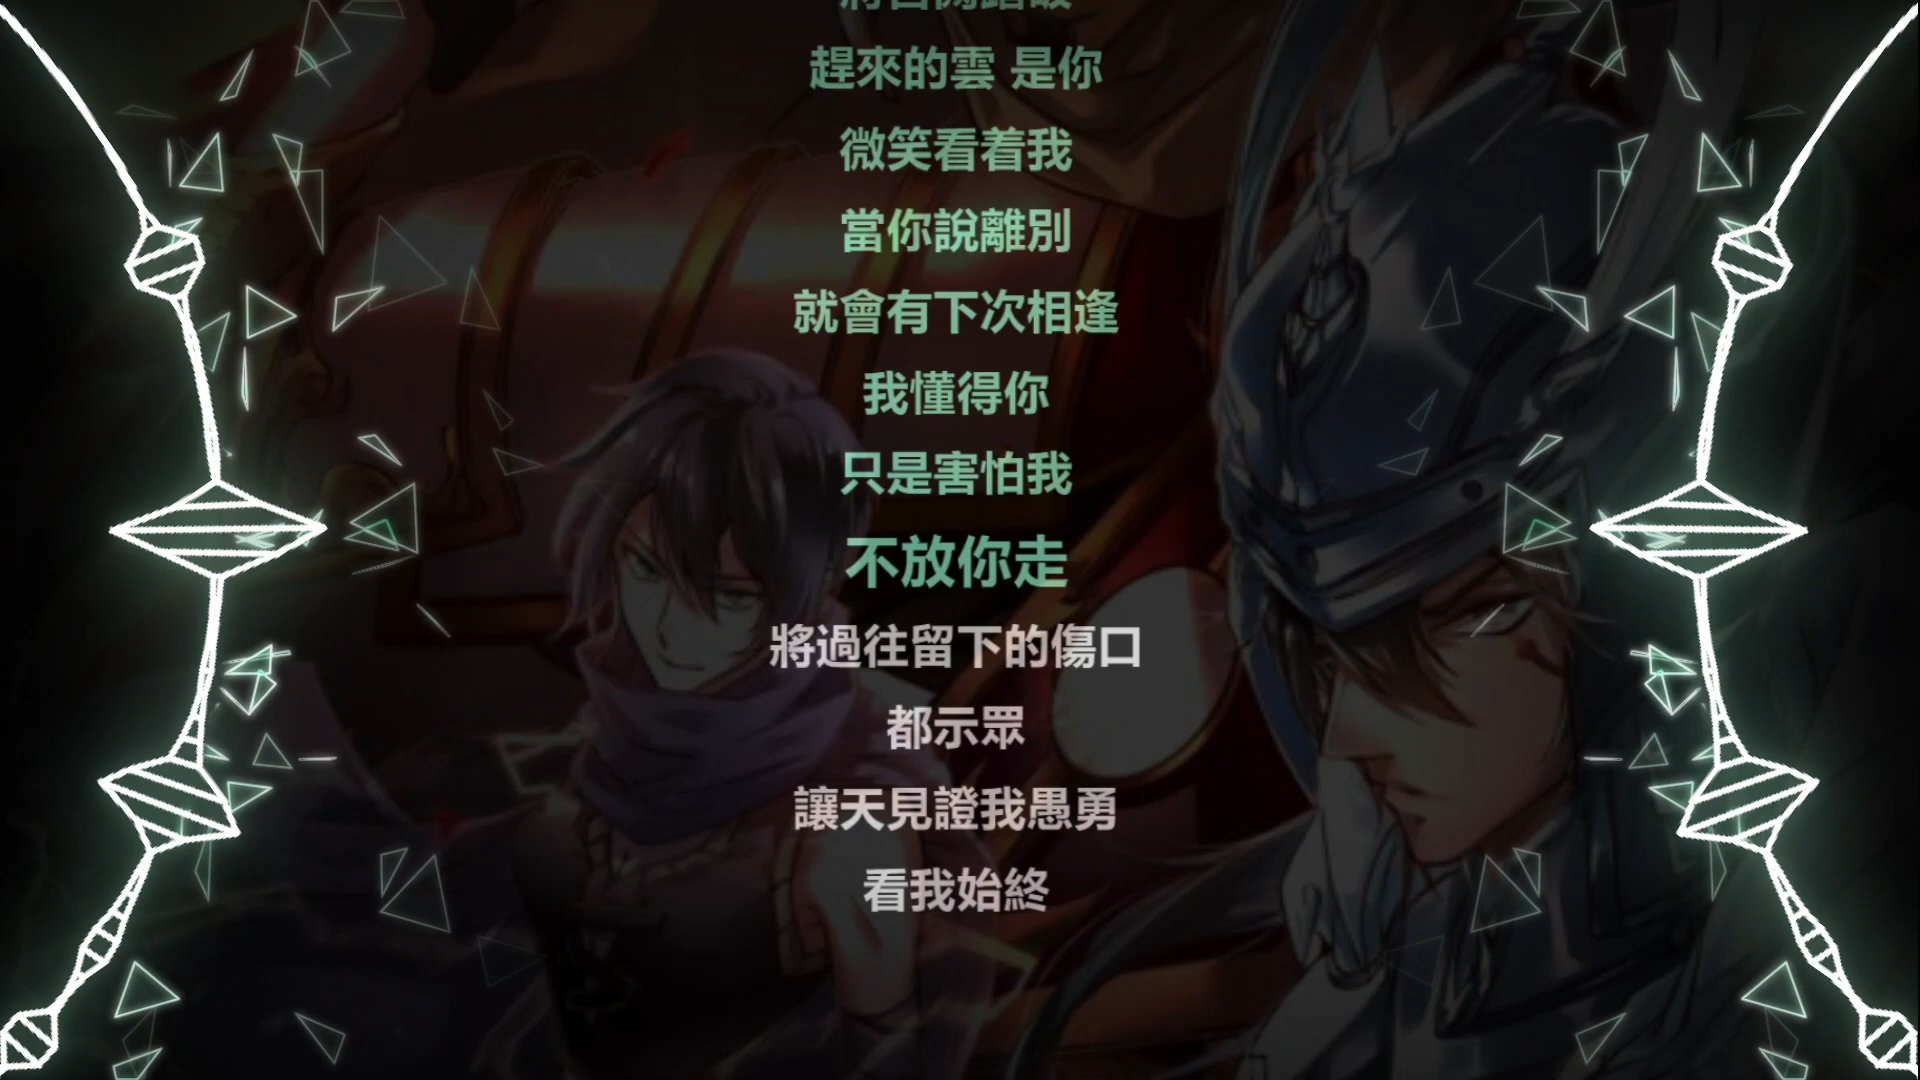 趕來的雲 是你
微笑看着我
當你說離別
就會有下次相逢
我懂得你
只是害怕我
不放你走
將過往留下的傷口
都示眾
讓天見證我愚勇
看我始終